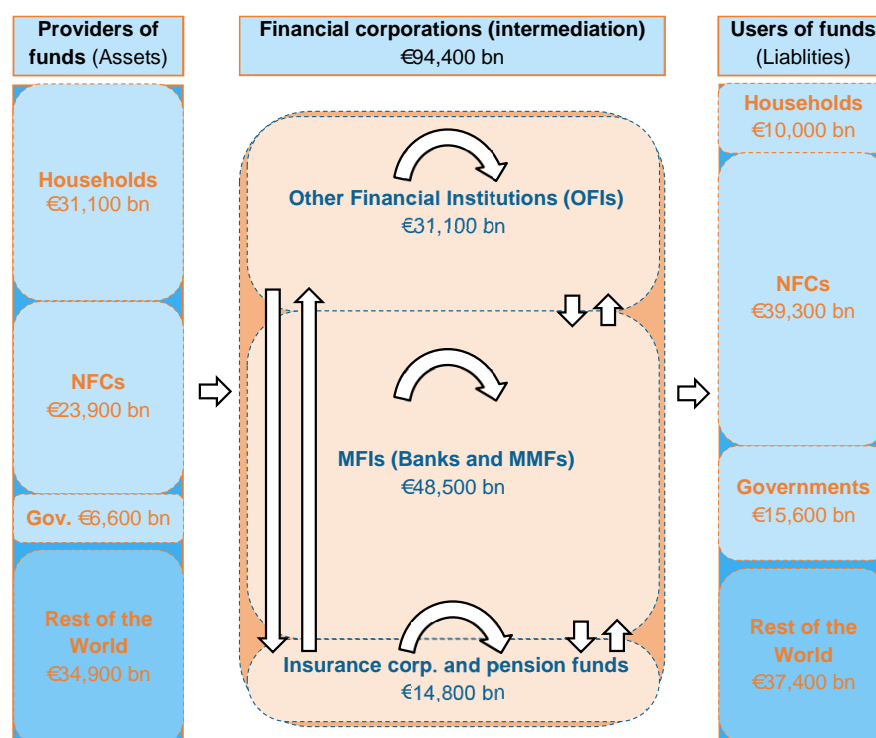 Providers of
funds (Assets)
Financial corporations (intermediation)
€94,400 bn
Users of funds
(Liablities)
Households
€31,100 bn
NFCs
€23,900 bn
Gov. €6,600 bn
Rest of the
World
€34,900 bn
Other Financial Institutions (OFIs)
€31,100 bn
MFIs (Banks and MMFs)
€48,500 bn
Insurance corp. and pension funds
€14,800 bn
Households
€10,000 bn
NFCs
€39,300 bn
Governments
€15,600 bn
Rest of the
World
€37,400 bn